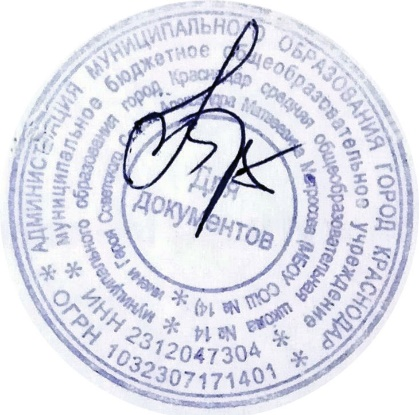 АДМИНИСТРАЦИЯ МУНИЦИПАЛЬНОГО ОБРАЗОВАНИЯ ГОРОД КРАСНОДАР
* ОГРН 1032307171401 *
Муниципальное бюджетное общеобразовательное учреждение
* ИНН 2312047304 *
муниципального образования город Краснодар средняя общеобразовательная школа № 14
имени Героя Советского Союза Александра Матвеевича Матросова (МБОУ СОШ № 14) *
Для
документов